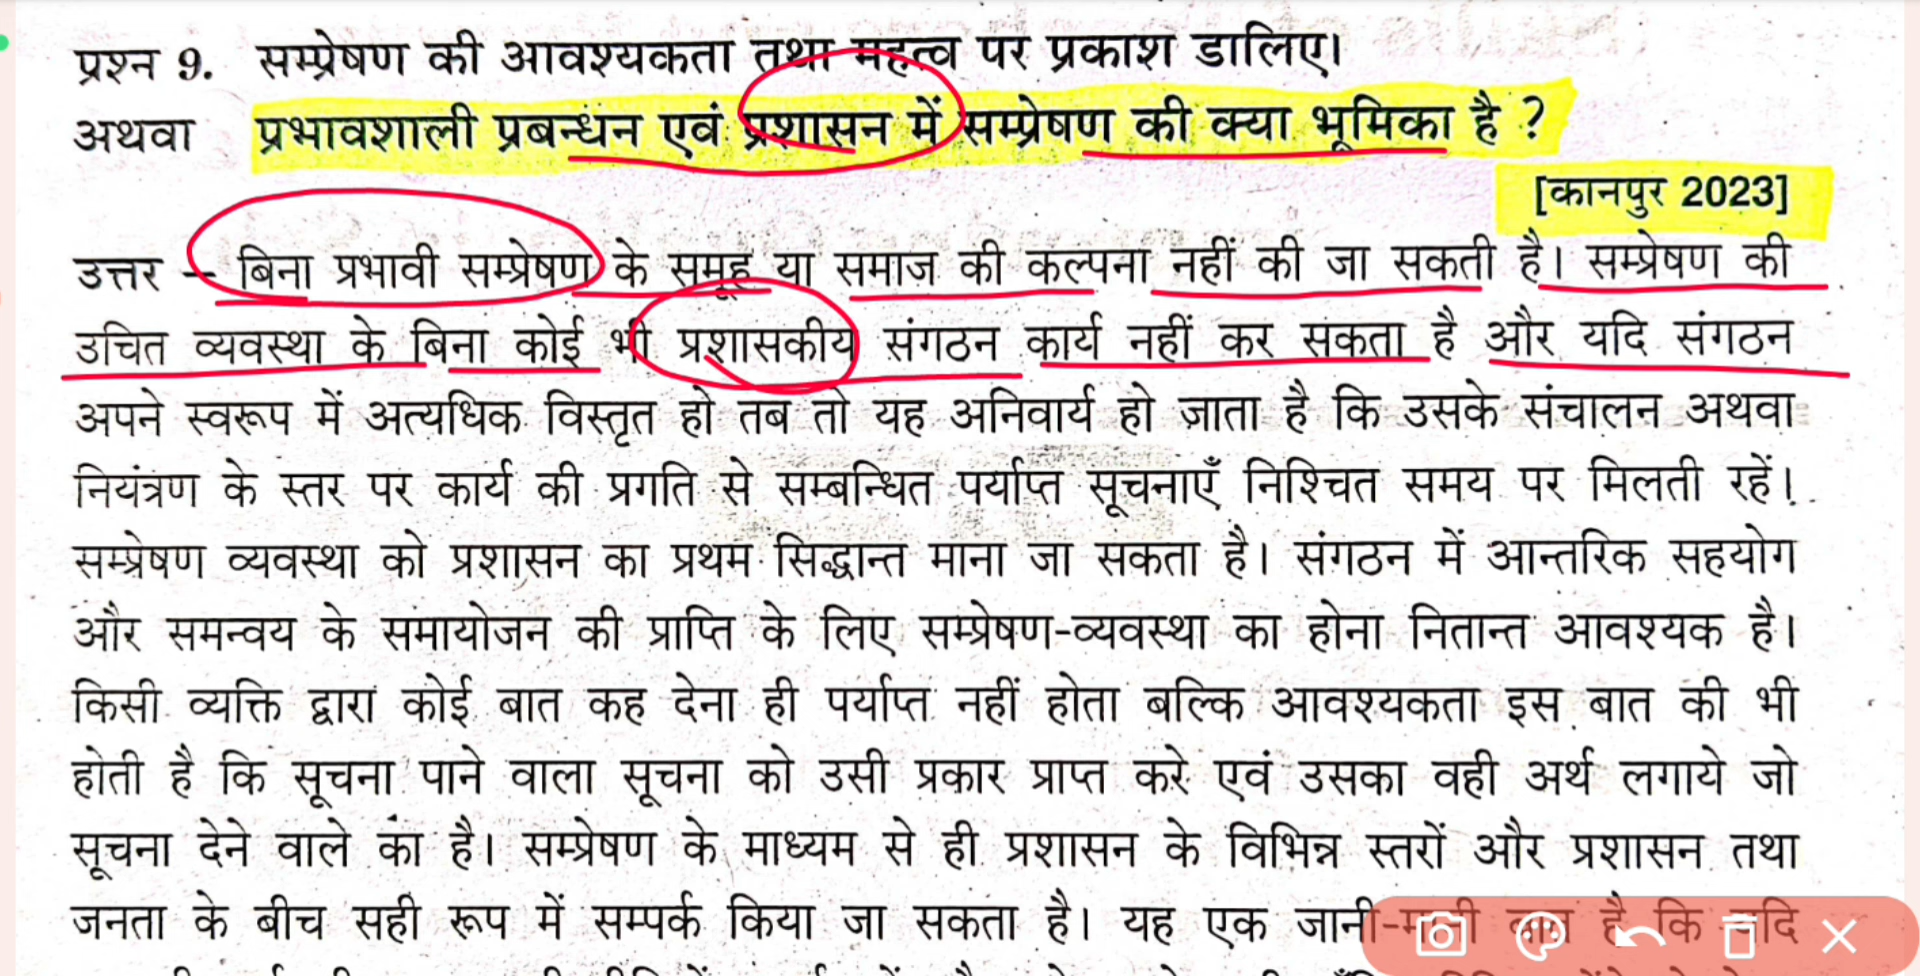 प्रश्न 9. सम्प्रेषण की आवश्यकता तथा महत्व पर प्रकाश डालिए।
अथवा प्रभावशाली प्रबन्धन एवं प्रशासन में सम्प्रेषण की क्या भूमिका है ?
[कानपुर 2023]
उत्तर – बिना प्रभावी सम्प्रेषण के समूह या समाज की कल्पना नहीं की जा सकती है। सम्प्रेषण की
उचित व्यवस्था के बिना कोई भी प्रशासकीय संगठन कार्य नहीं कर सकता है और यदि संगठन
अपने स्वरूप में अत्यधिक विस्तृत हो तब तो यह अनिवार्य हो जाता है कि उसके संचालन अथवा
नियंत्रण के स्तर पर कार्य की प्रगति से सम्बन्धित पर्याप्त सूचनाएँ निश्चित समय पर मिलती रहें।
सम्प्रेषण व्यवस्था को प्रशासन का प्रथम सिद्धान्त माना जा सकता है। संगठन में आन्तरिक सहयोग
और समन्वय के समायोजन की प्राप्ति के लिए सम्प्रेषण-व्यवस्था का होना नितान्त आवश्यक है।
किसी व्यक्ति द्वारा कोई बात कह देना ही पर्याप्त नहीं होता बल्कि आवश्यकता इस बात की भी
होती है कि सूचना पाने वाला सूचना को उसी प्रकार प्राप्त करे एवं उसका वही अर्थ लगाये जो
सूचना देने वाले का है। सम्प्रेषण के माध्यम से ही प्रशासन के विभिन्न स्तरों और प्रशासन तथा
जनता के बीच सही रूप में सम्पर्क किया जा सकता है। यह एक जानी-मानी बात है कि यदि